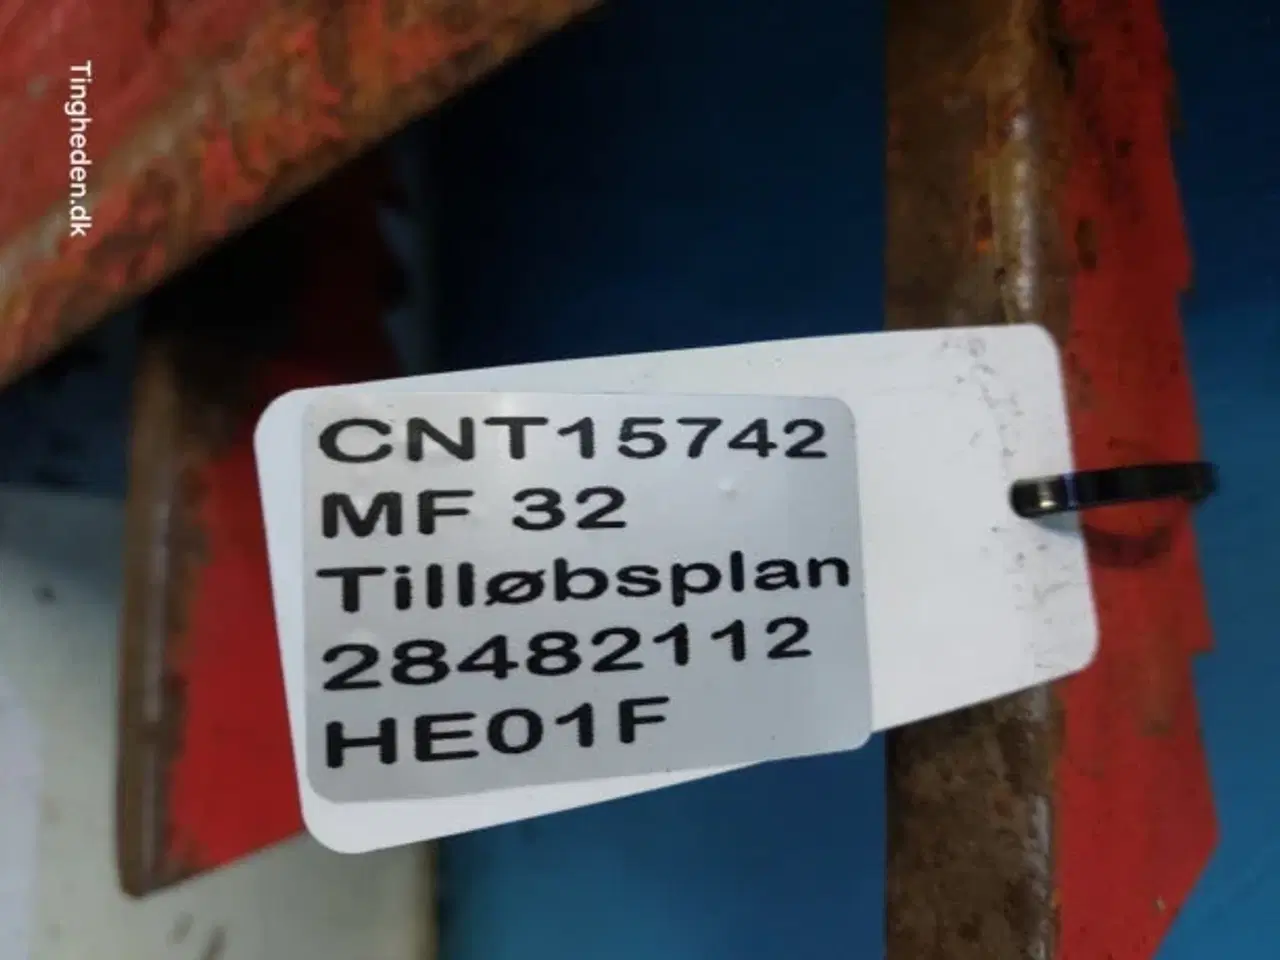 Tingheden.dk
CNT15742
MF 32
Tilløbsplan
28482112
HE01F